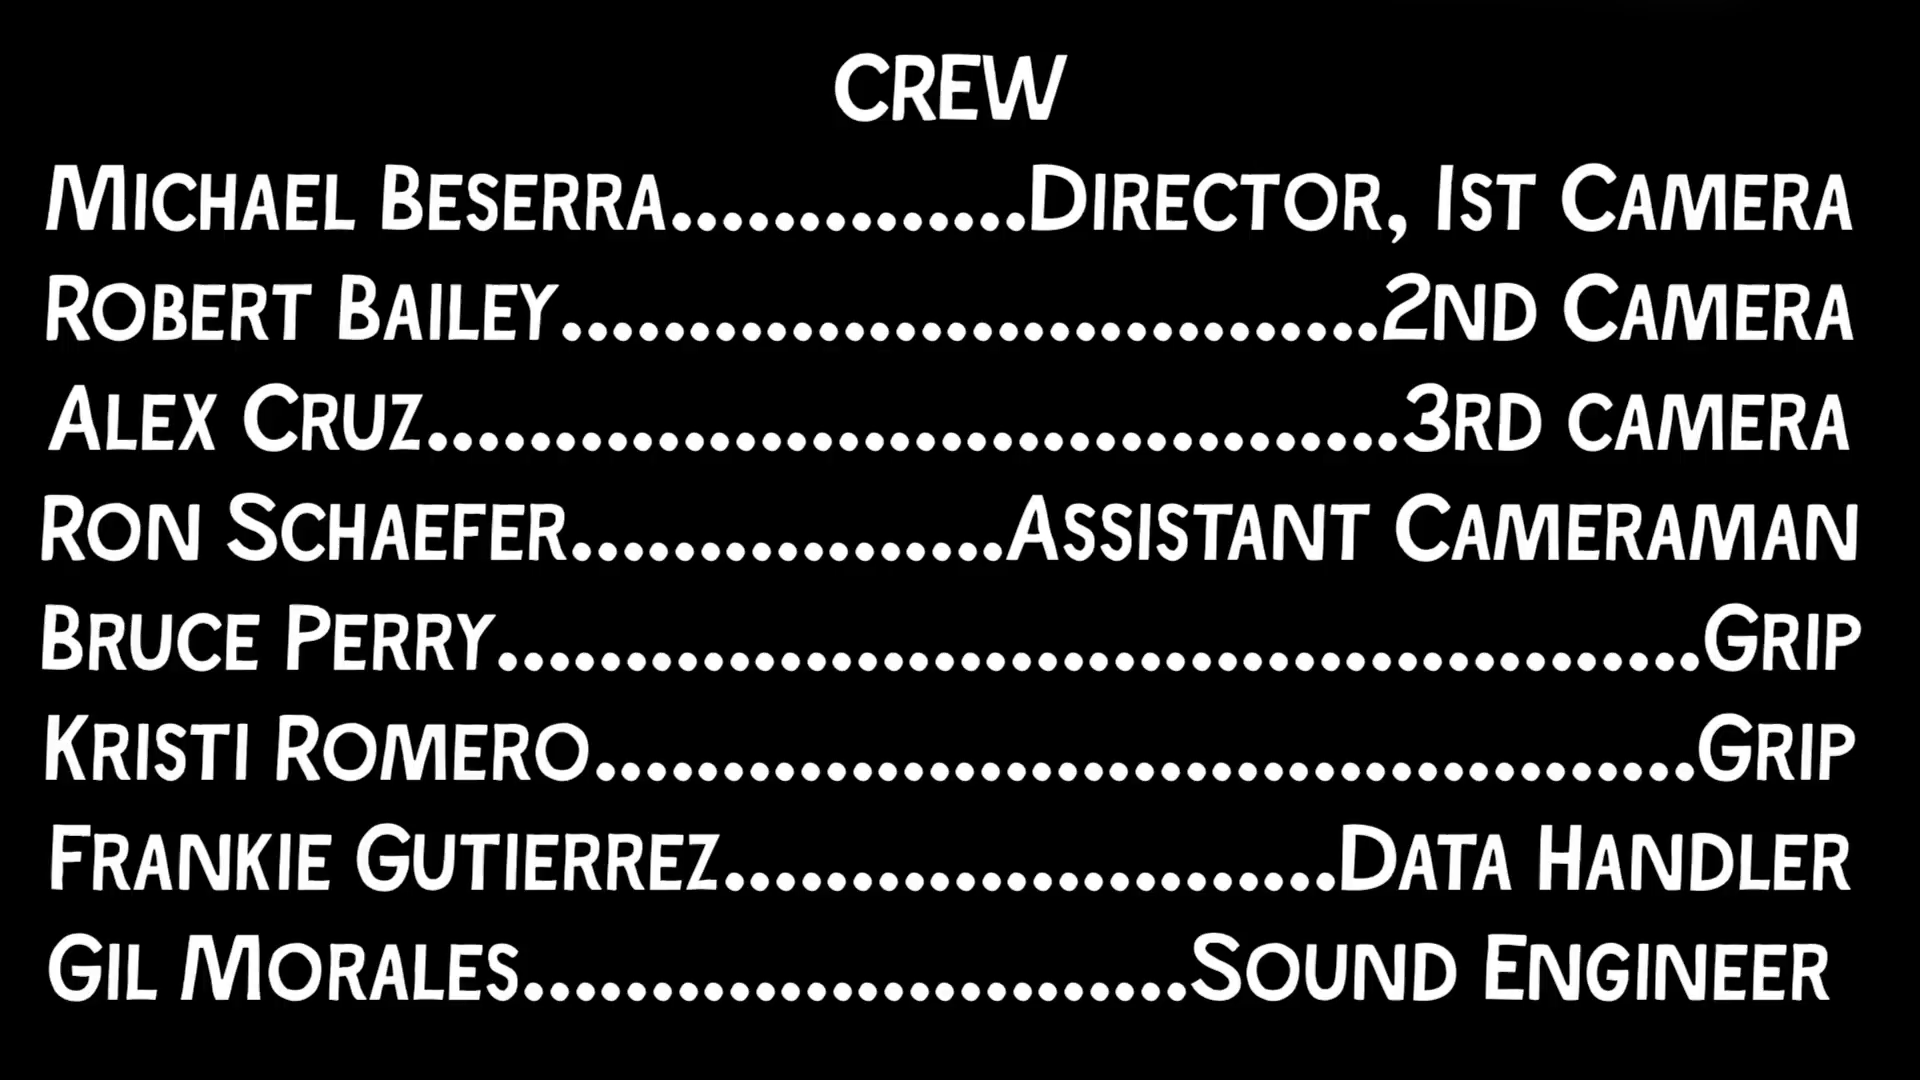 CREW
Michael Beserra..............Director, 1st Camera
Robert Bailey................................2nd Camera
Alex Cruz......................................3rd camera
Ron Schaefer.................Assistant Cameraman
Bruce Perry...............................................Grip
Kristi Romero...........................................Grip
Frankie Gutierrez........................Data Handler
Gil Morales..........................Sound Engineer